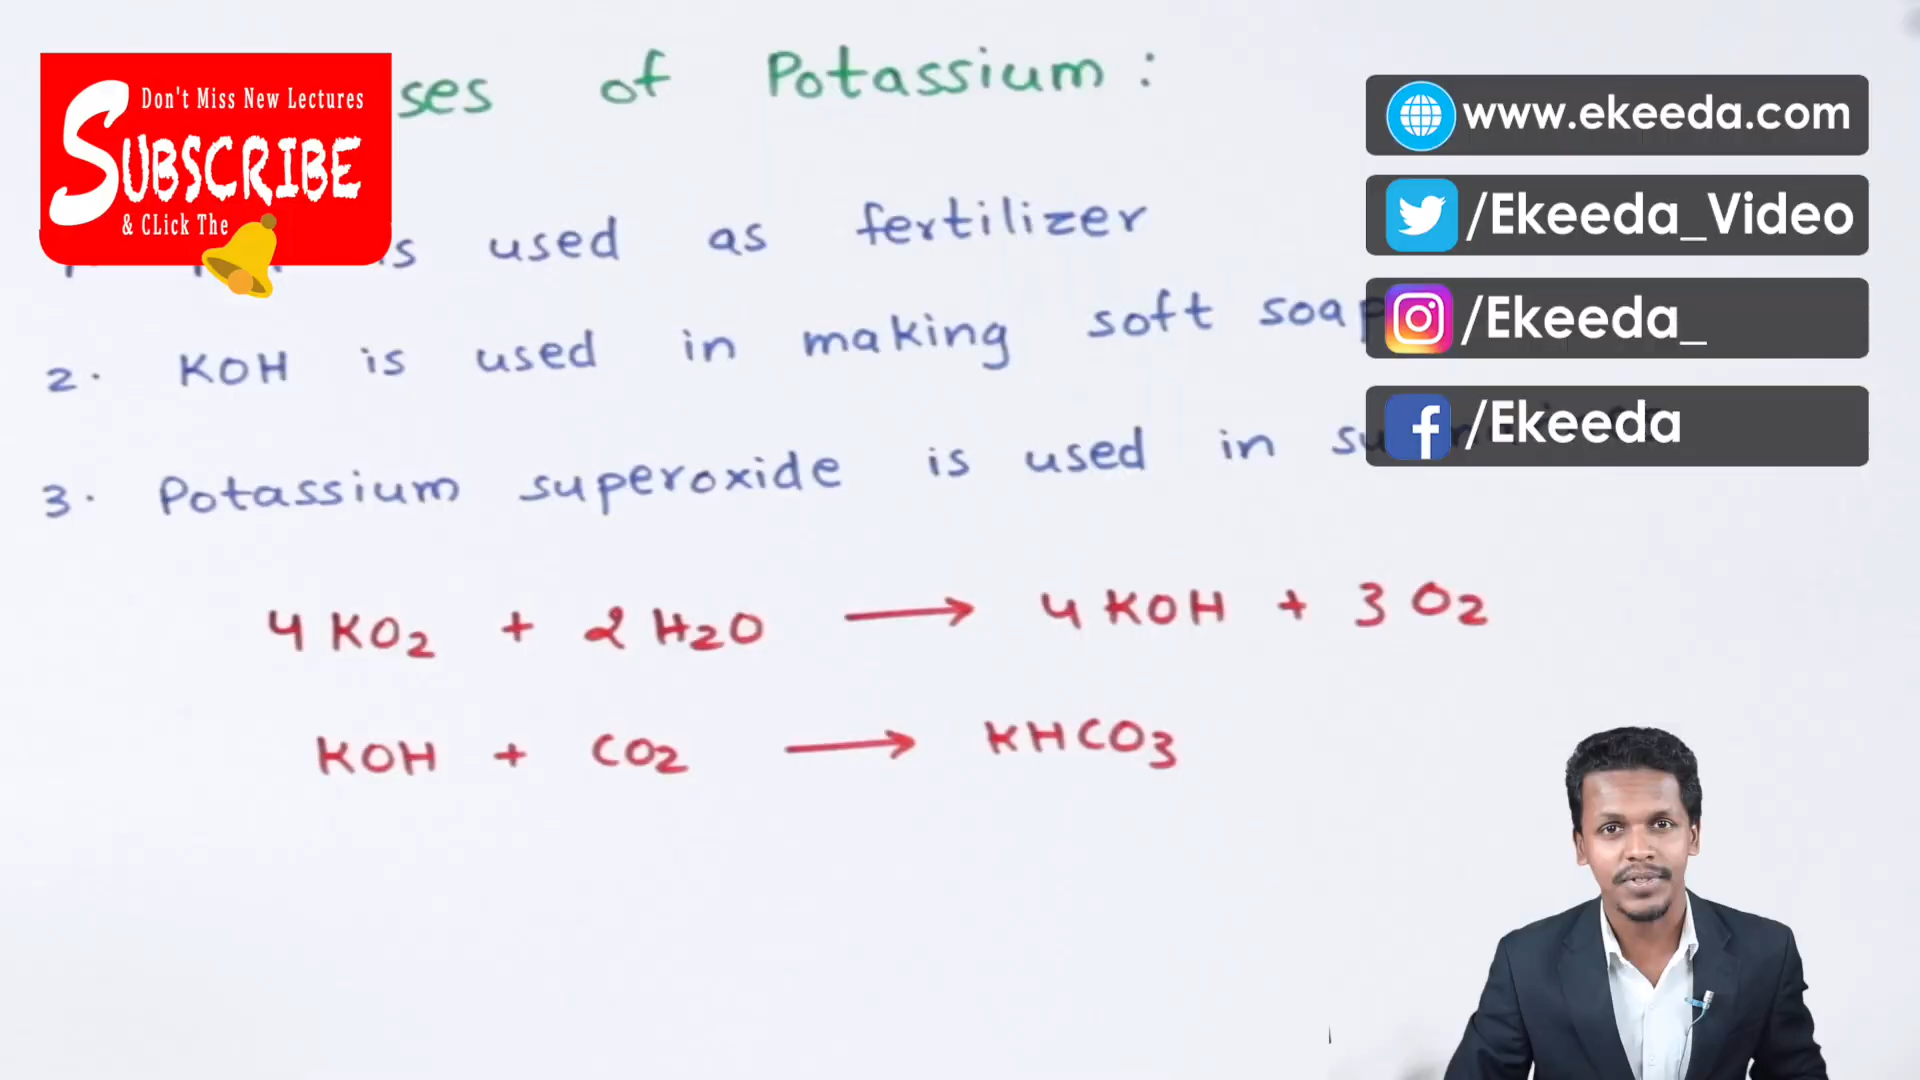 Don't Miss New Lectures
SUBSCRIBE
& CLick The
ses of Potassium :
is used as fertilizer
2. KOH is used in making soft soap
3. Potassium superoxide is used in
4 KO2 + 2 H2O → 4 KOH + 3 O2
KOH + CO2 → KHCO3
www.ekeeda.com
/Ekeeda_Video
/Ekeeda_
/Ekeeda